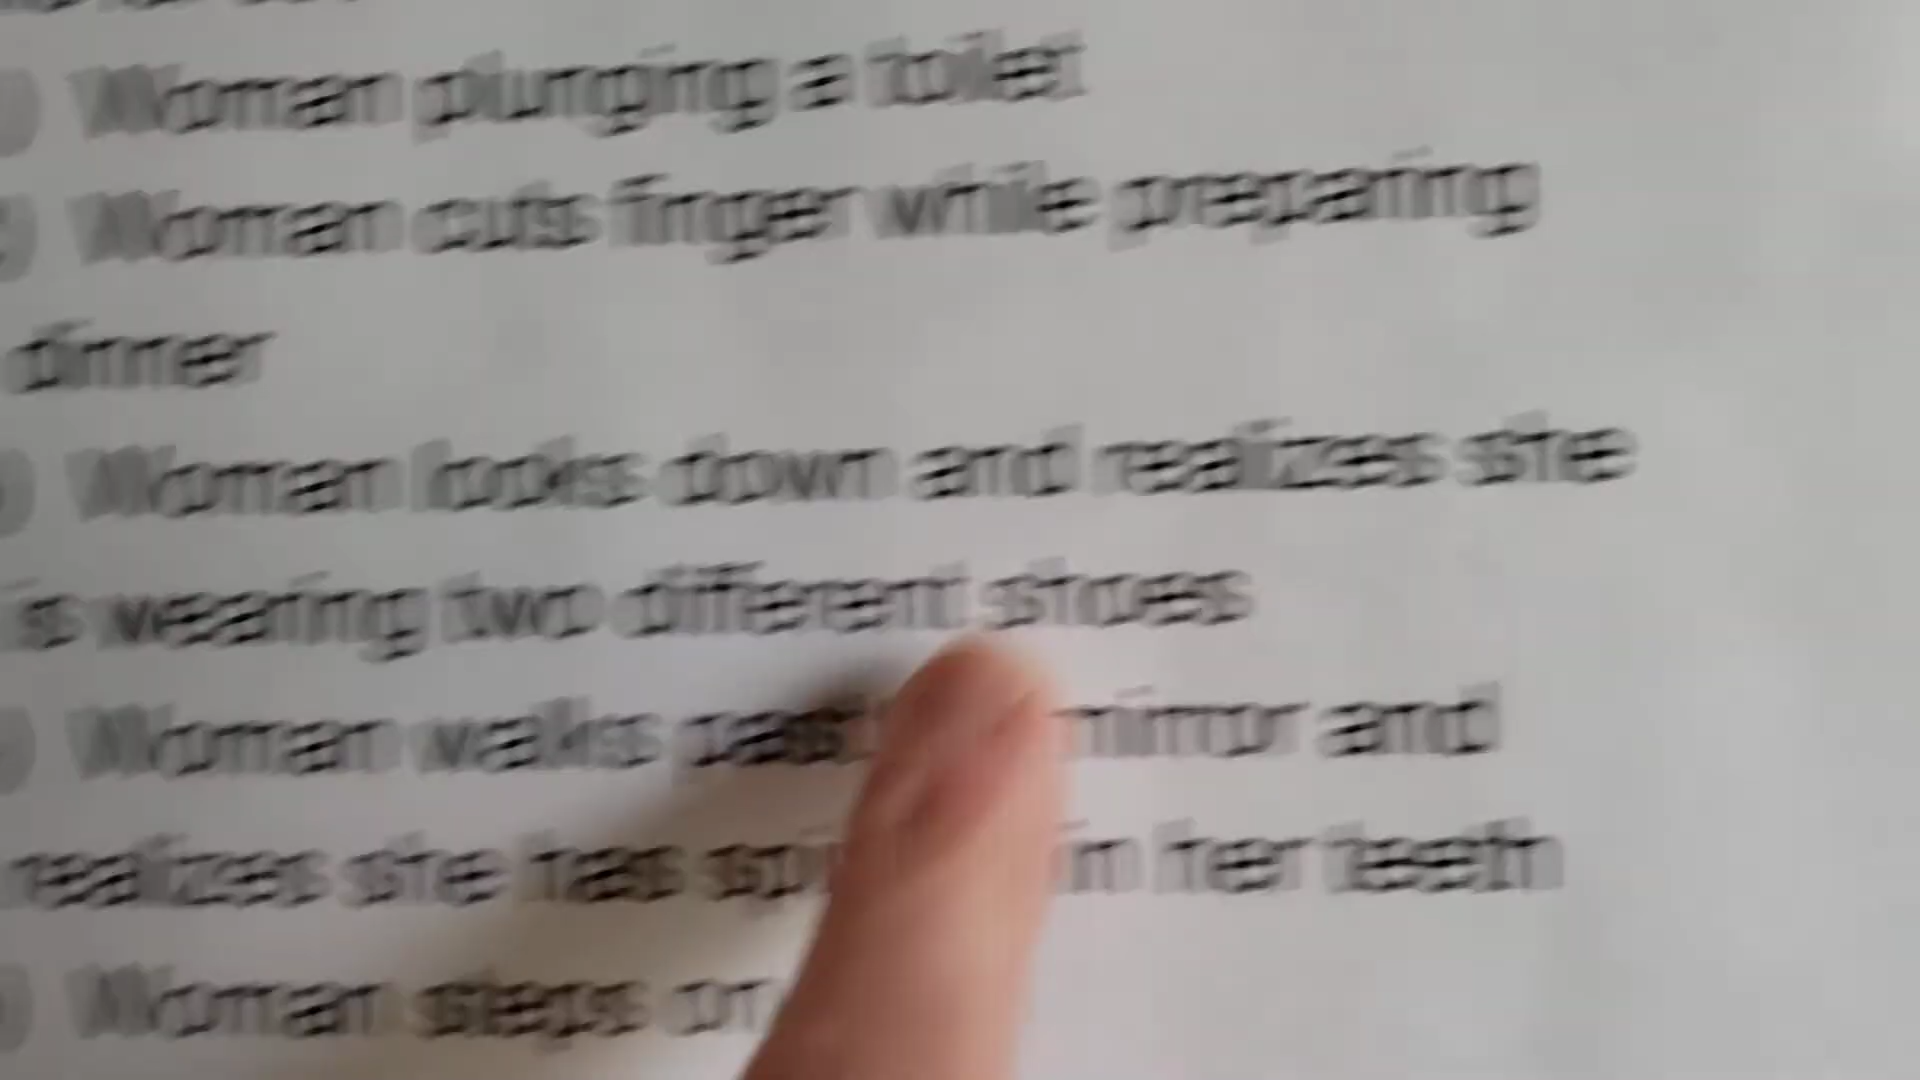 Woman plunging a toilet
Woman cuts finger while preparing
dinner
Woman looks down and realizes she
is wearing two different shoes
Woman walks past mirror and
realizes she has in her teeth
Woman steps